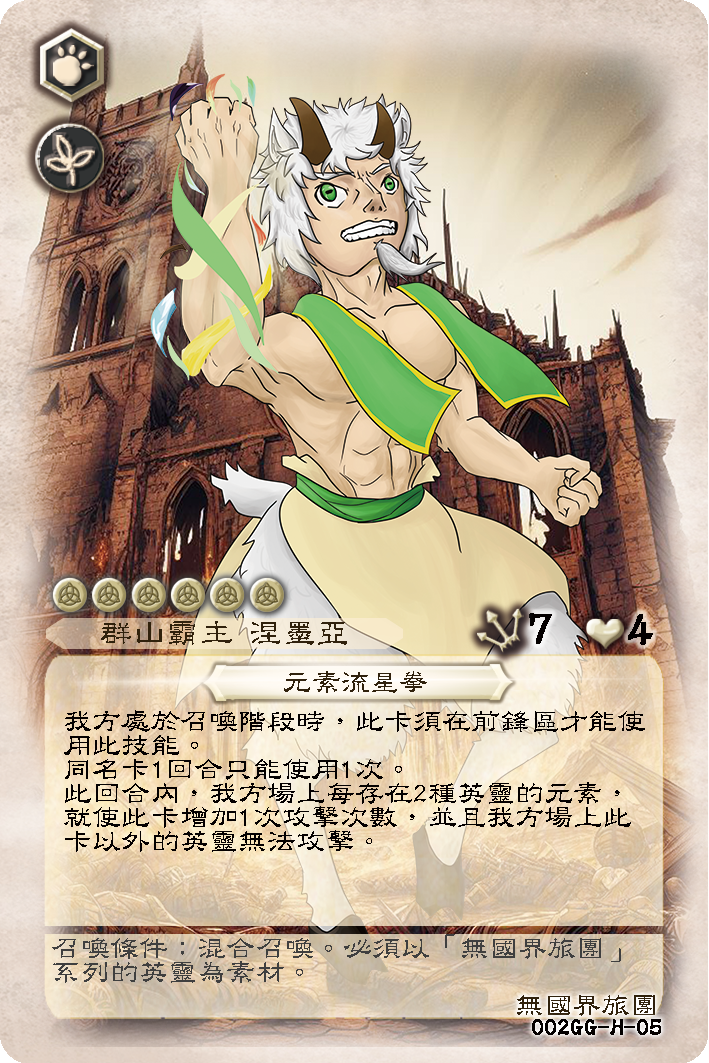 群山霸主 涅墨亞
7
4
元素流星拳
我方處於召喚階段時，此卡須在前鋒區才能使
用此技能。
同名卡1回合只能使用1次。
此回合內，我方場上每存在2種英靈的元素，
就使此卡增加1次攻擊次數，並且我方場上此
卡以外的英靈無法攻擊。
召喚條件：混合召喚。必須以「無國界旅團」
系列的英靈為素材。
無國界旅團
002GG-H-05